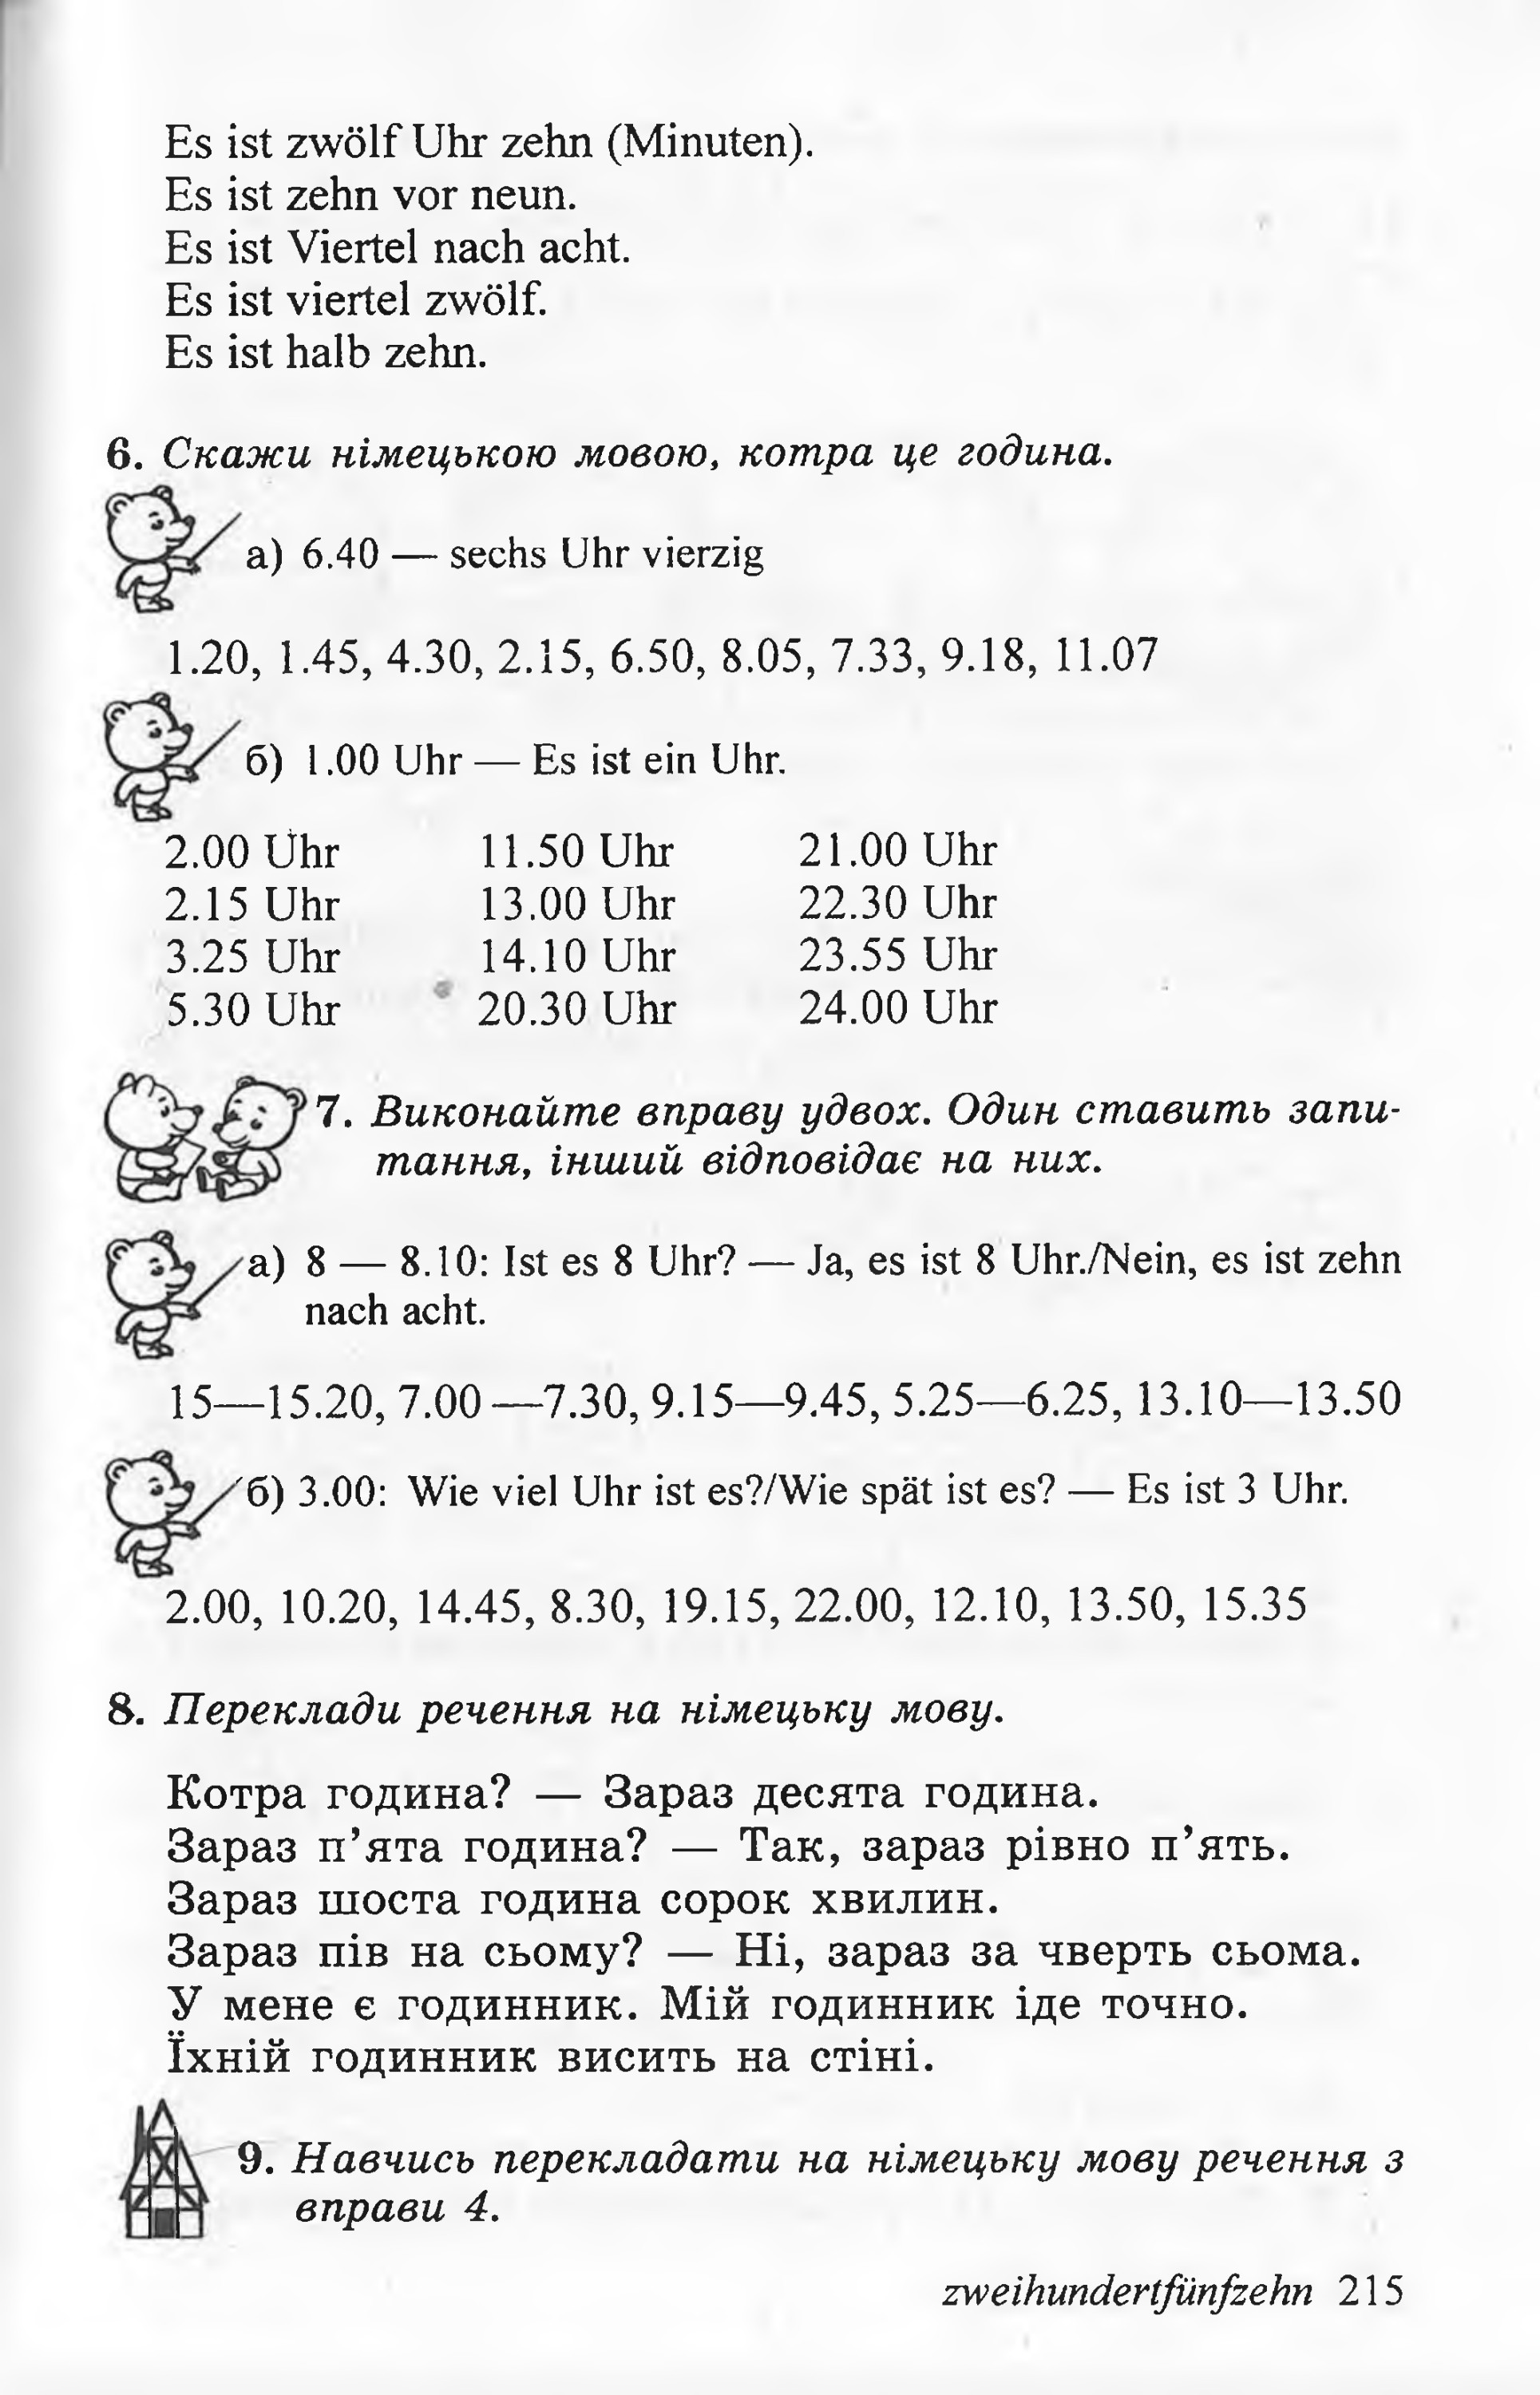 Es ist zwölf Uhr zehn (Minuten).
Es ist zehn vor neun.
Es ist Viertel nach acht.
Es ist viertel zwölf.
Es ist halb zehn.
6. Скажи німецькою мовою, котра це година.
а) 6.40 — sechs Uhr vierzig
1.20, 1.45, 4.30, 2.15, 6.50, 8.05, 7.33, 9.18, 11.07
б) 1.00 Uhr — Es ist ein Uhr.
2.00 Uhr 11.50 Uhr 21.00 Uhr
2.15 Uhr 13.00 Uhr 22.30 Uhr
3.25 Uhr 14.10 Uhr 23.55 Uhr
5.30 Uhr 20.30 Uhr 24.00 Uhr
7. Виконайте вправу удвох. Один ставить запи-
тання, інший відповідає на них.
а) 8 — 8.10: Ist es 8 Uhr? — Ja, es ist 8 Uhr./Nein, es ist zehn
nach acht.
15—15.20, 7.00—7.30, 9.15—9.45, 5.25—6.25, 13.10—13.50
б) 3.00: Wie viel Uhr ist es?/Wie spät ist es? — Es ist 3 Uhr.
2.00, 10.20, 14.45, 8.30, 19.15, 22.00, 12.10, 13.50, 15.35
8. Переклади речення на німецьку мову.
Котра година? — Зараз десята година.
Зараз п’ята година? — Так, зараз рівно п’ять.
Зараз шоста година сорок хвилин.
Зараз пів на сьому? — Ні, зараз за чверть сьома.
У мене є годинник. Мій годинник іде точно.
Їхній годинник висить на стіні.
9. Навчись перекладати на німецьку мову речення з
вправи 4.
zweihundertfünfzehn 215